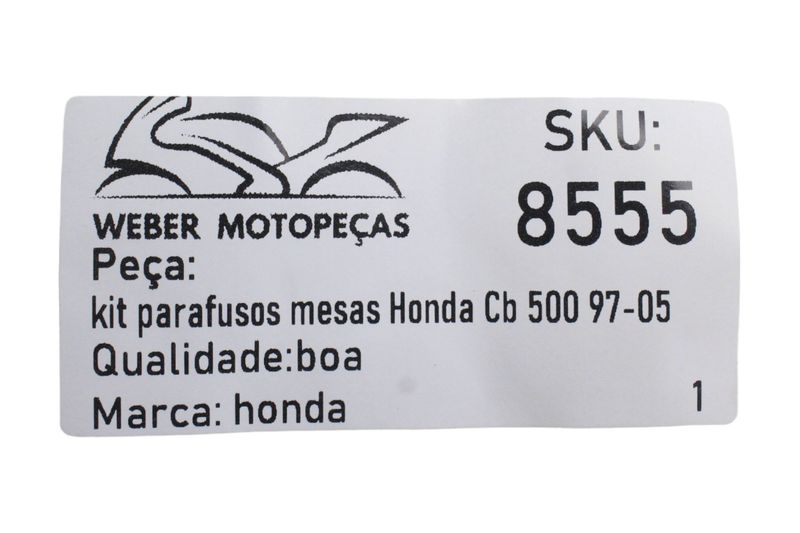 WEBER MOTOPEÇAS
SKU:
8555
Peça:
kit parafusos mesas Honda Cb 500 97-05
Qualidade:boa
Marca: honda
1